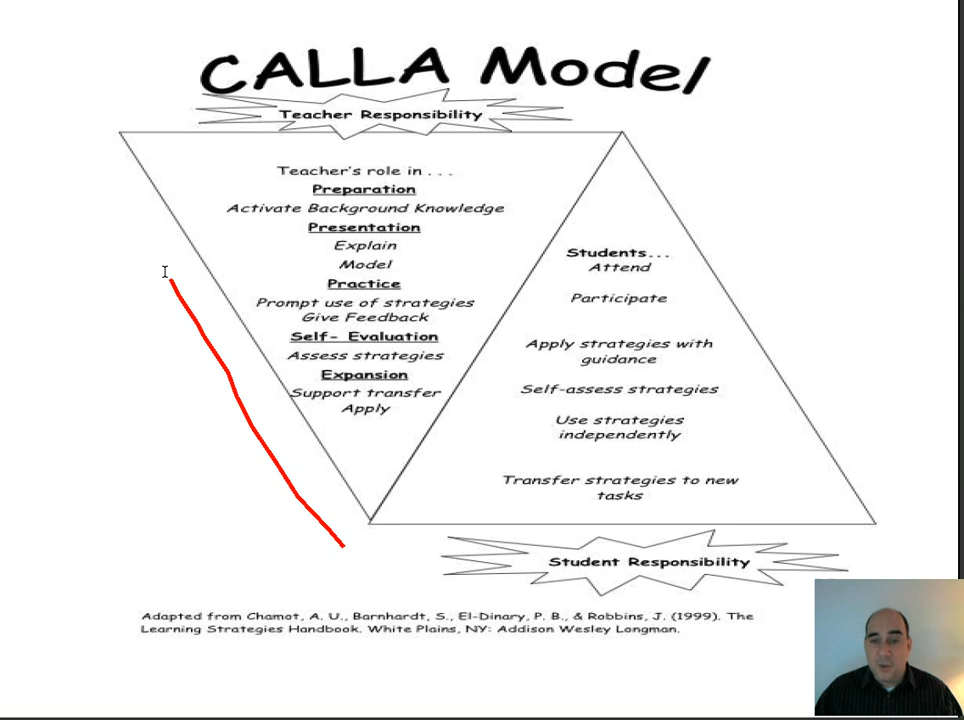 CALLA Model
Teacher Responsibility
Teacher's role in . . .
Preparation
Activate Background Knowledge
Presentation
Explain
Model
Practice
Prompt use of strategies
Give Feedback
Self- Evaluation
Assess strategies
Expansion
Support transfer
Apply
Students...
Attend
Participate
Apply strategies with
guidance
Self-assess strategies
Use strategies
independently
Transfer strategies to new
tasks
Student Responsibility
Adapted from Chamot, A. U., Barnhardt, S., El-Dinary, P. B., & Robbins, J. (1999). The
Learning Strategies Handbook. White Plains, NY: Addison Wesley Longman.